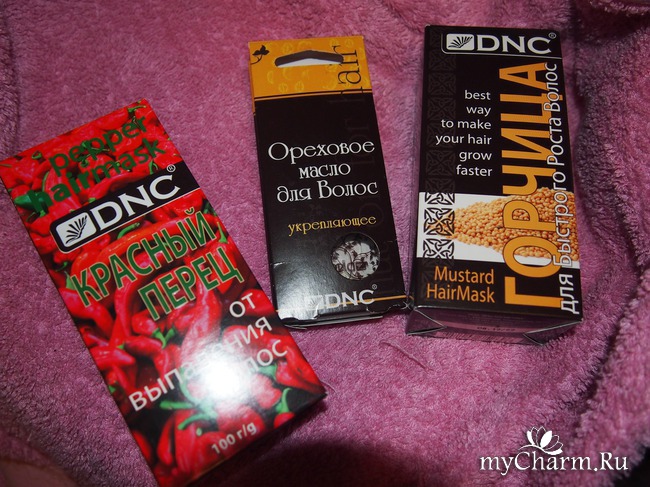 pepper
hairmask
DNC
КРАСНЫЙ
ПЕРЕЦ
от
выпадения
волос
100 г/g
hair
Ореховое
масло
для Волос
укрепляющее
DNC
DNC
best
way
to make
your hair
grow
faster
Mustard
HairMask
ГОРЧИЦА
для Быстрого Роста Волос
myCharm.Ru